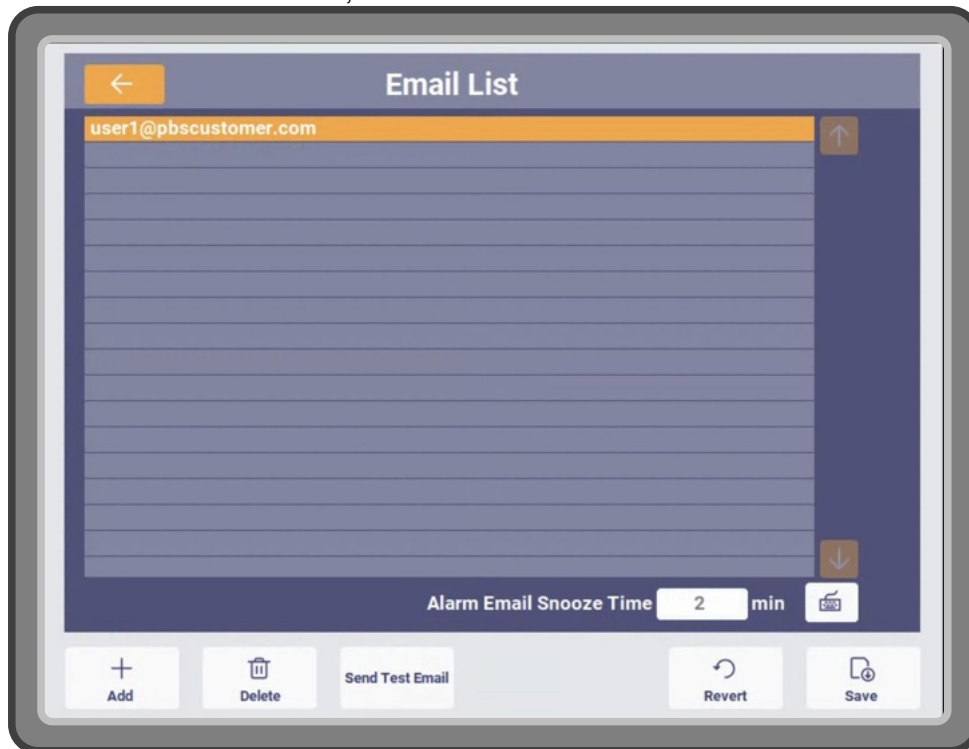 Email List
user1@pbscustomer.com
Alarm Email Snooze Time 2 min
Add Delete Send Test Email Revert Save